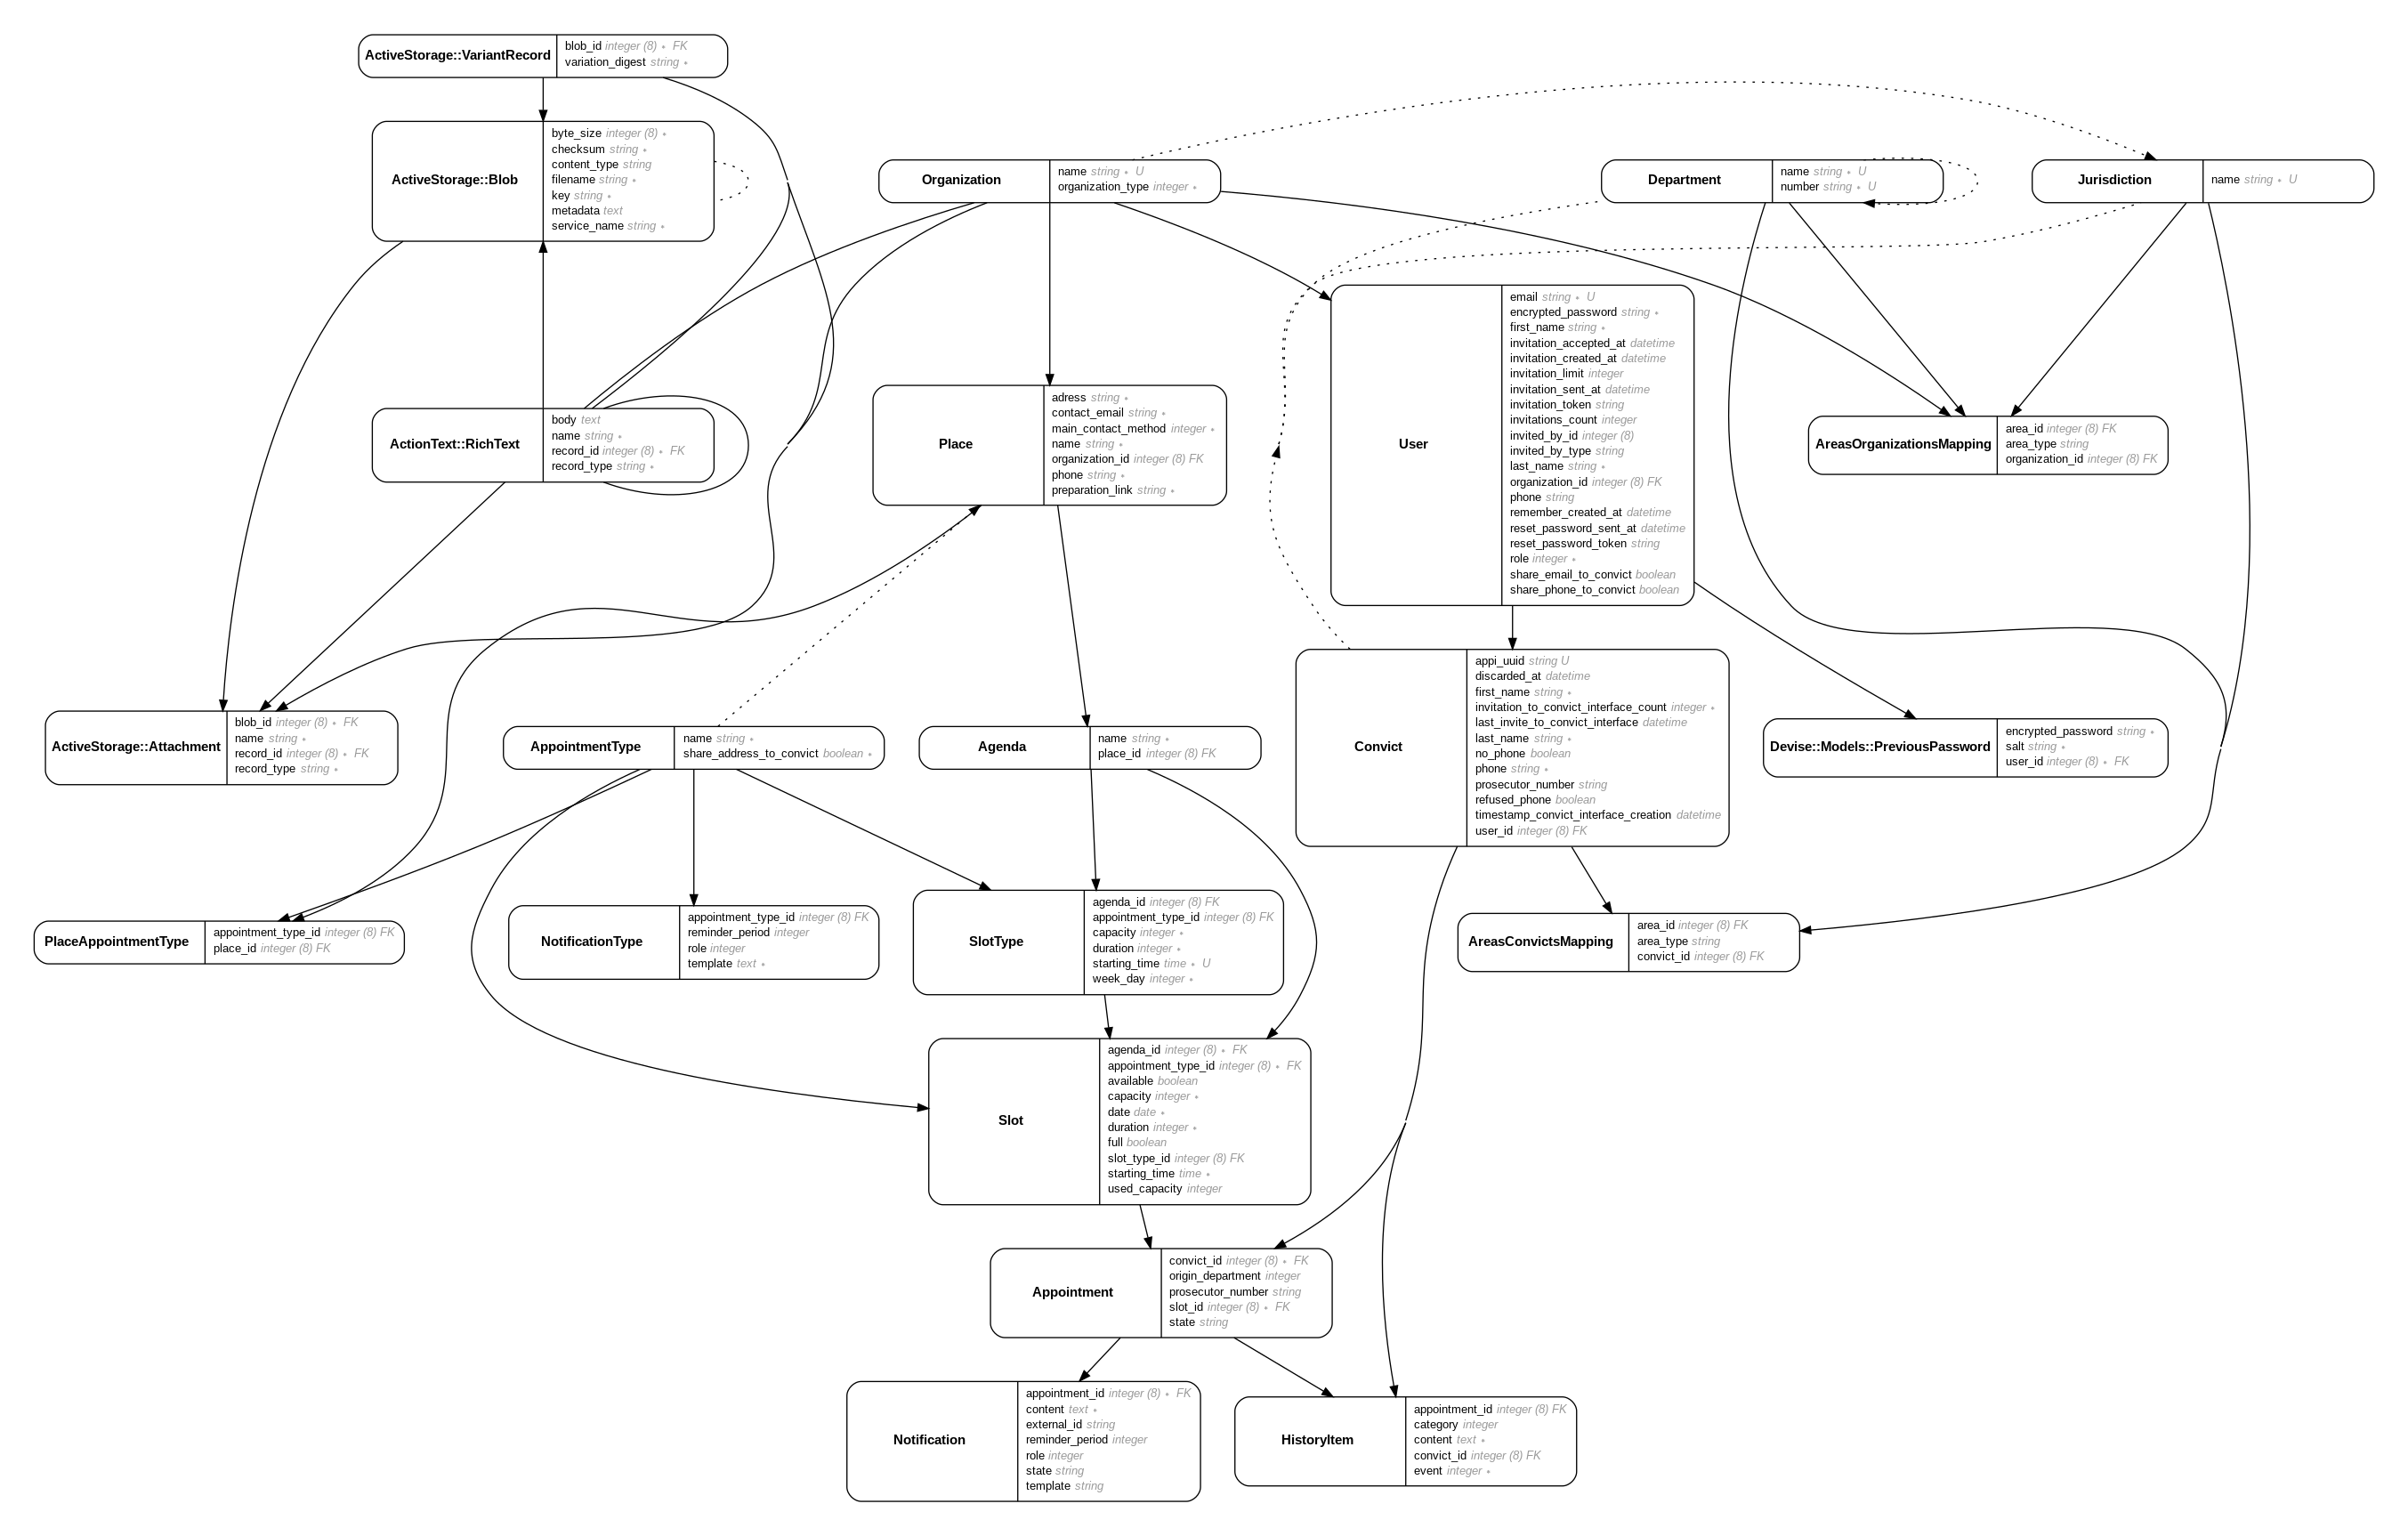 ActiveStorage::VariantRecord
blob_id integer (8) ∗ FK
variation_digest string ∗
ActiveStorage::Blob
byte_size integer (8) ∗
checksum string ∗
content_type string
filename string ∗
key string ∗
metadata text
service_name string ∗
Organization
name string ∗ U
organization_type integer ∗
Department
name string ∗ U
number string ∗ U
Jurisdiction
name string ∗ U
ActionText::RichText
body text
name string ∗
record_id integer (8) ∗ FK
record_type string ∗
Place
adress string ∗
contact_email string ∗
main_contact_method integer ∗
name string ∗
organization_id integer (8) FK
phone string ∗
preparation_link string ∗
User
email string ∗ U
encrypted_password string ∗
first_name string ∗
invitation_accepted_at datetime
invitation_created_at datetime
invitation_limit integer
invitation_sent_at datetime
invitation_token string
invitations_count integer
invited_by_id integer (8)
invited_by_type string
last_name string ∗
organization_id integer (8) FK
phone string
remember_created_at datetime
reset_password_sent_at datetime
reset_password_token string
role integer ∗
share_email_to_convict boolean
share_phone_to_convict boolean
AreasOrganizationsMapping
area_id integer (8) FK
area_type string
organization_id integer (8) FK
ActiveStorage::Attachment
blob_id integer (8) ∗ FK
name string ∗
record_id integer (8) ∗ FK
record_type string ∗
AppointmentType
name string ∗
share_address_to_convict boolean ∗
Agenda
name string ∗
place_id integer (8) FK
Convict
appi_uuid string U
discarded_at datetime
first_name string ∗
invitation_to_convict_interface_count integer ∗
last_invite_to_convict_interface datetime
last_name string ∗
no_phone boolean
phone string ∗
prosecutor_number string
refused_phone boolean
timestamp_convict_interface_creation datetime
user_id integer (8) FK
Devise::Models::PreviousPassword
encrypted_password string ∗
salt string ∗
user_id integer (8) ∗ FK
PlaceAppointmentType
appointment_type_id integer (8) FK
place_id integer (8) FK
NotificationType
appointment_type_id integer (8) FK
reminder_period integer
role integer
template text ∗
SlotType
agenda_id integer (8) FK
appointment_type_id integer (8) FK
capacity integer ∗
duration integer ∗
starting_time time ∗ U
week_day integer ∗
AreasConvictsMapping
area_id integer (8) FK
area_type string
convict_id integer (8) FK
Slot
agenda_id integer (8) ∗ FK
appointment_type_id integer (8) ∗ FK
available boolean
capacity integer ∗
date date ∗
duration integer ∗
full boolean
slot_type_id integer (8) FK
starting_time time ∗
used_capacity integer
Appointment
convict_id integer (8) ∗ FK
origin_department integer
prosecutor_number string
slot_id integer (8) ∗ FK
state string
Notification
appointment_id integer (8) ∗ FK
content text ∗
external_id string
reminder_period integer
role integer
state string
template string
HistoryItem
appointment_id integer (8) FK
category integer
content text ∗
convict_id integer (8) FK
event integer ∗